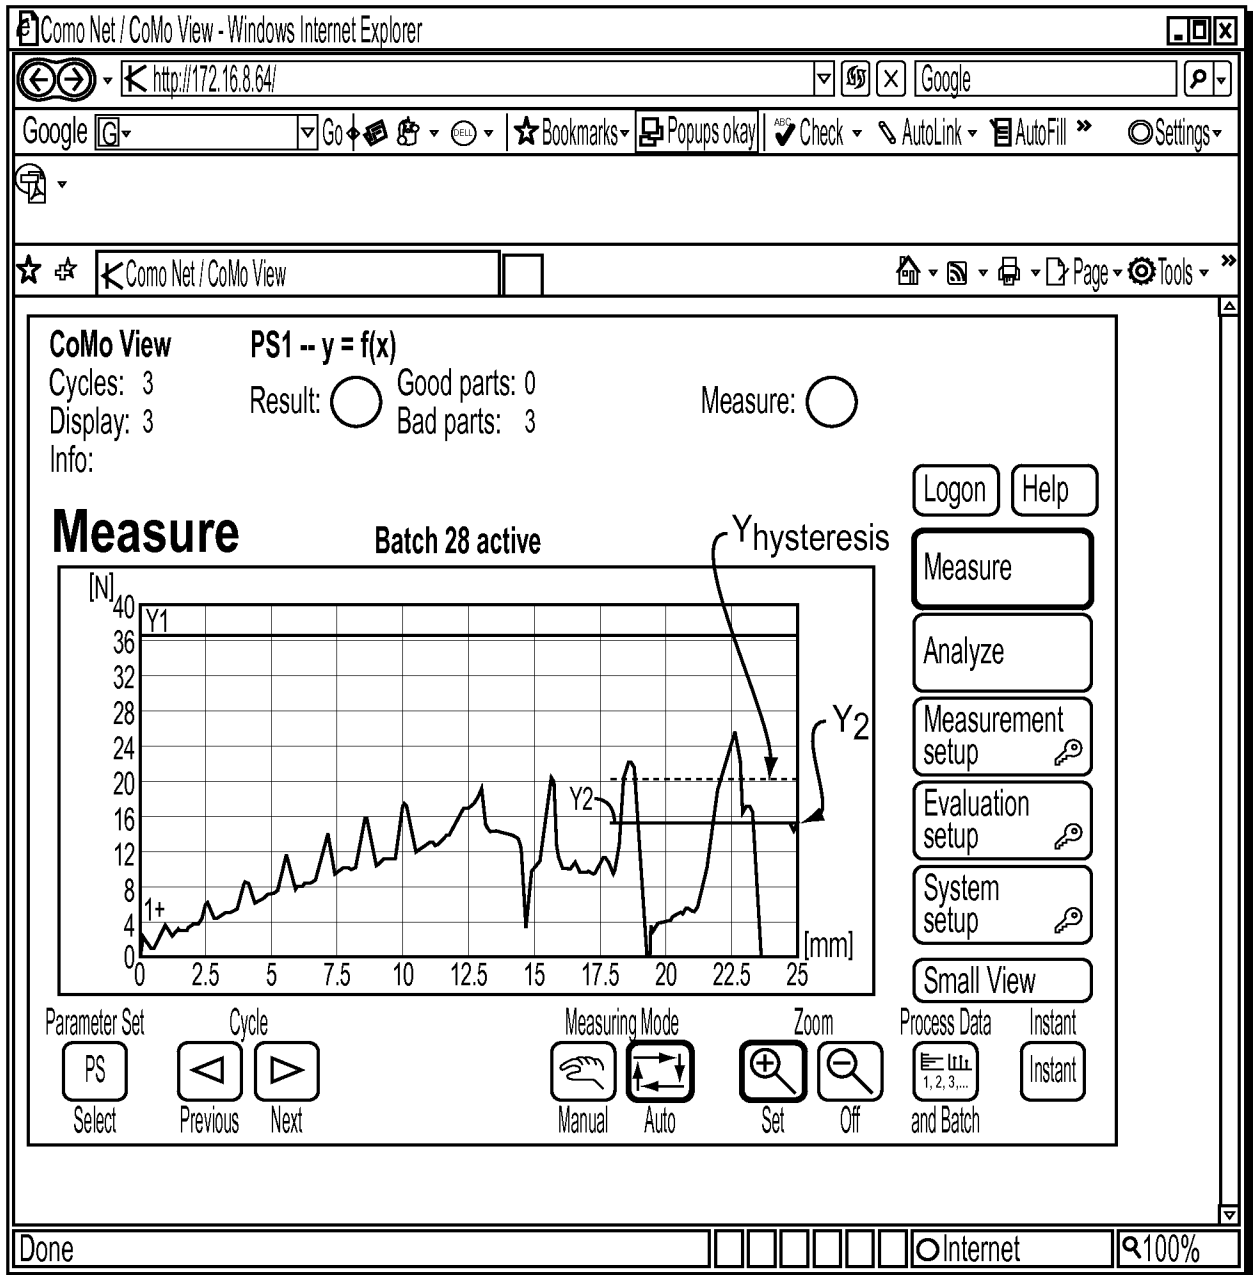 Como Net / CoMo View - Windows Internet Explorer
http://172.16.8.64/
Google
Google G Go DELL Bookmarks Popups okay ABC Check AutoLink AutoFill » Settings
Como Net / CoMo View
Page Tools »
CoMo View PS1 -- y = f(x)
Cycles: 3
Display: 3
Info:
Result:
Good parts: 0
Bad parts: 3
Measure:
Logon Help
Measure
Batch 28 active
Yhysteresis
Measure
Analyze
Measurement
setup
Evaluation
setup
System
setup
Small View
[N]
40
36
32
28
24
20
16
12
8
4
0
Y1
Y2
Y2
1+
0 2.5 5 7.5 10 12.5 15 17.5 20 22.5 25
[mm]
Parameter Set Cycle Measuring Mode Zoom Process Data Instant
PS 1, 2, 3,... Instant
Select Previous Next Manual Auto Set Off and Batch
Done Internet 100%